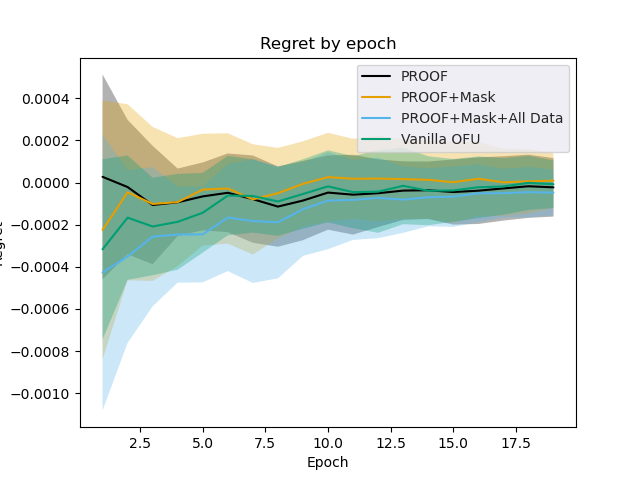 Regret by epoch
PROOF
PROOF+Mask
PROOF+Mask+All Data
Vanilla OFU
0.0004
0.0002
0.0000
−0.0002
−0.0004
−0.0006
−0.0008
−0.0010
Regret
2.5
5.0
7.5
10.0
12.5
15.0
17.5
Epoch